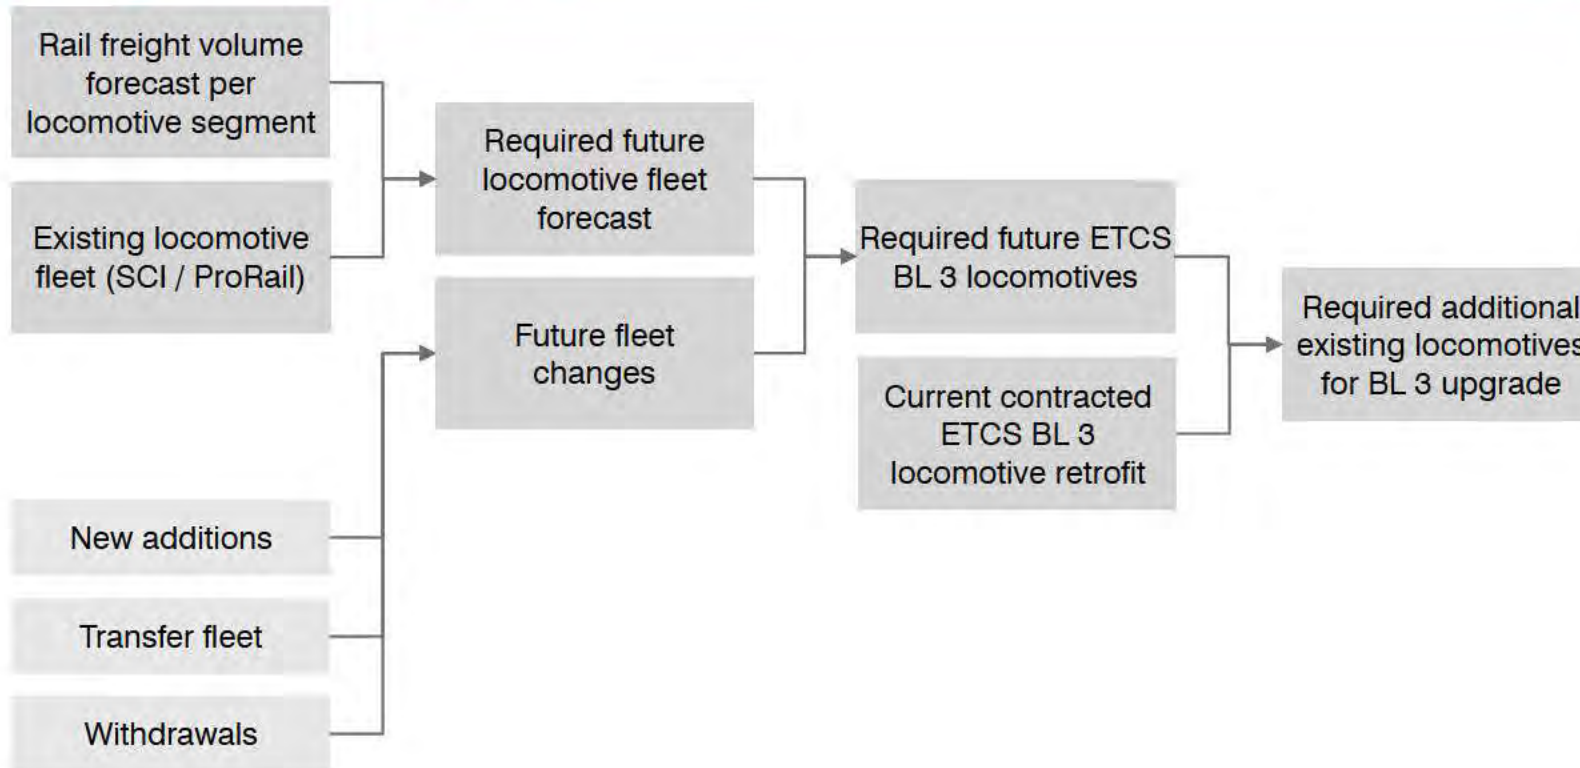 Rail freight volume
forecast per
locomotive segment
Existing locomotive
fleet (SCI / ProRail)
Required future
locomotive fleet
forecast
Future fleet
changes
New additions
Transfer fleet
Withdrawals
Required future ETCS
BL 3 locomotives
Current contracted
ETCS BL 3
locomotive retrofit
Required additional
existing locomotives
for BL 3 upgrade